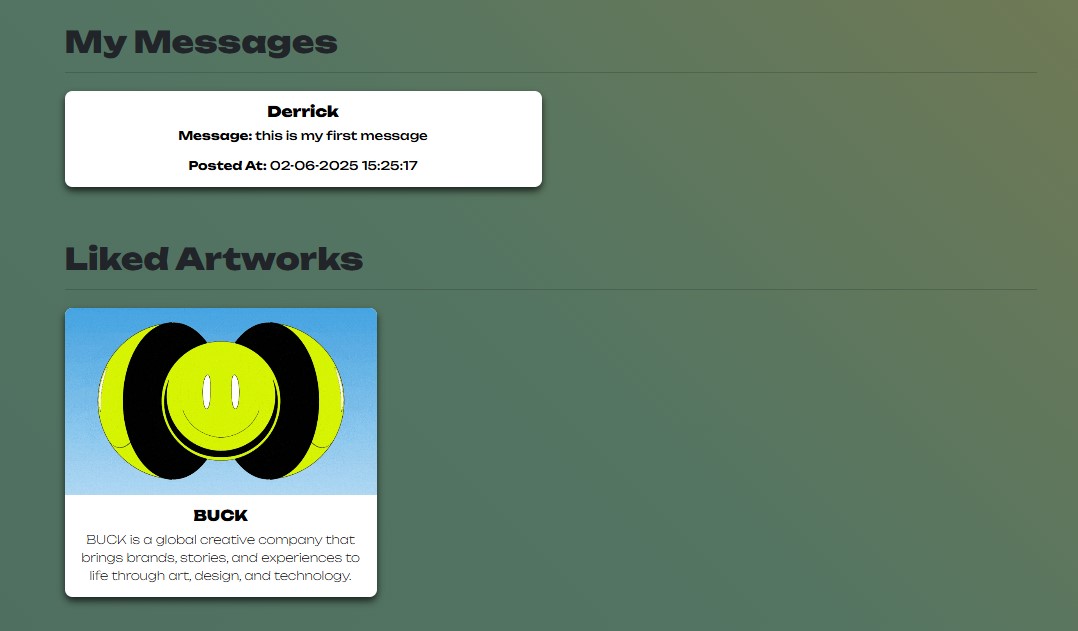 My Messages
Derrick
Message: this is my first message
Posted At: 02-06-2025 15:25:17
Liked Artworks
BUCK
BUCK is a global creative company that
brings brands, stories, and experiences to
life through art, design, and technology.